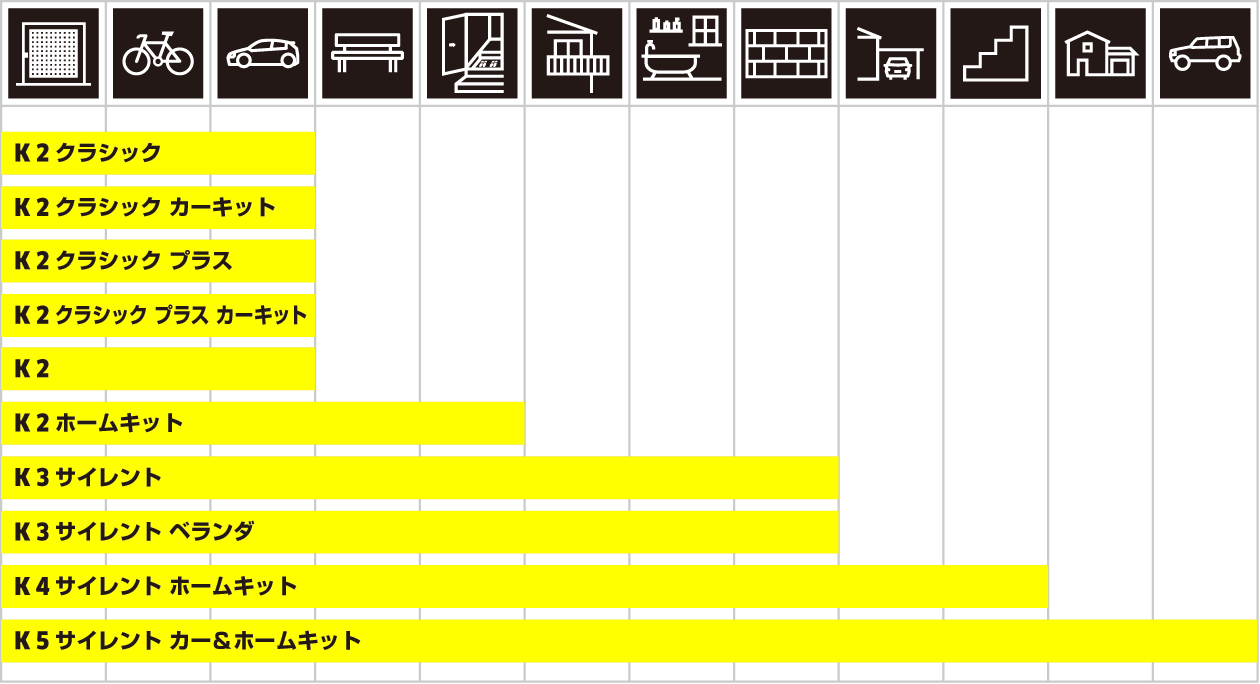 K 2 クラシック
K 2 クラシック カーキット
K 2 クラシック プラス
K 2 クラシック プラス カーキット
K 2
K 2 ホームキット
K 3 サイレント
K 3 サイレント ベランダ
K 4 サイレント ホームキット
K 5 サイレント カー&ホームキット